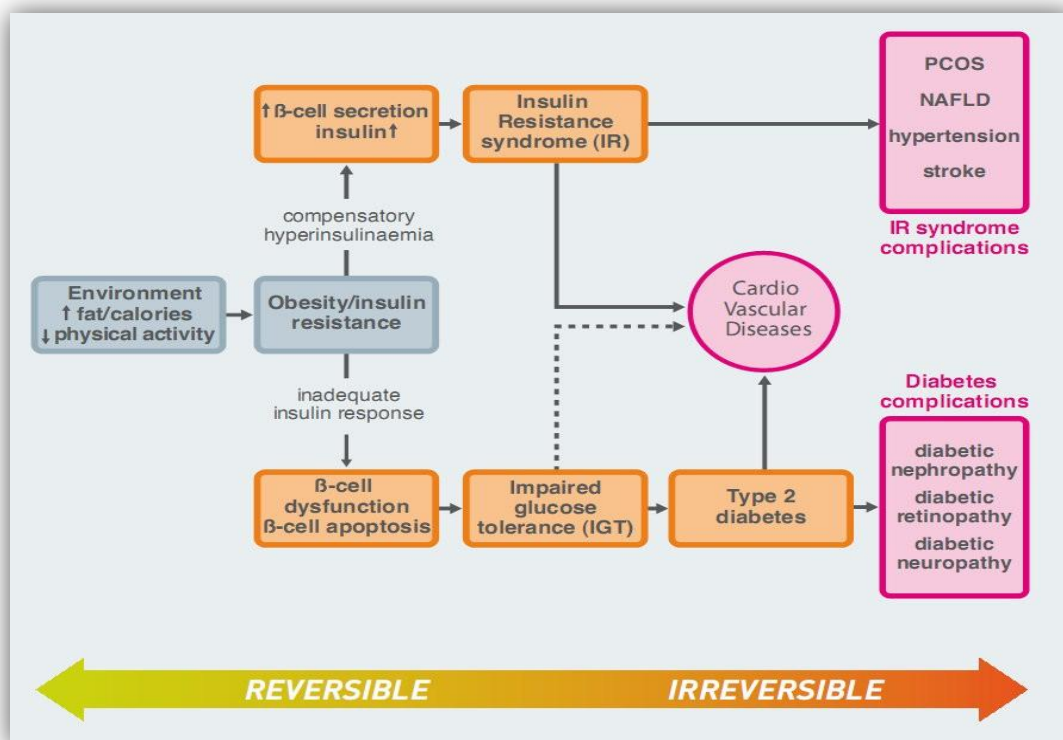 ↑ß-cell secretion
insulin↑
Insulin
Resistance
syndrome (IR)
PCOS
NAFLD
hypertension
stroke
IR syndrome
complications
compensatory
hyperinsulinaemia
Environment
↑ fat/calories
↓ physical activity
Obesity/insulin
resistance
Cardio
Vascular
Diseases
inadequate
insulin response
Diabetes
complications
ß-cell
dysfunction
ß-cell apoptosis
Impaired
glucose
tolerance (IGT)
Type 2
diabetes
diabetic
nephropathy
diabetic
retinopathy
diabetic
neuropathy
REVERSIBLE
IRREVERSIBLE